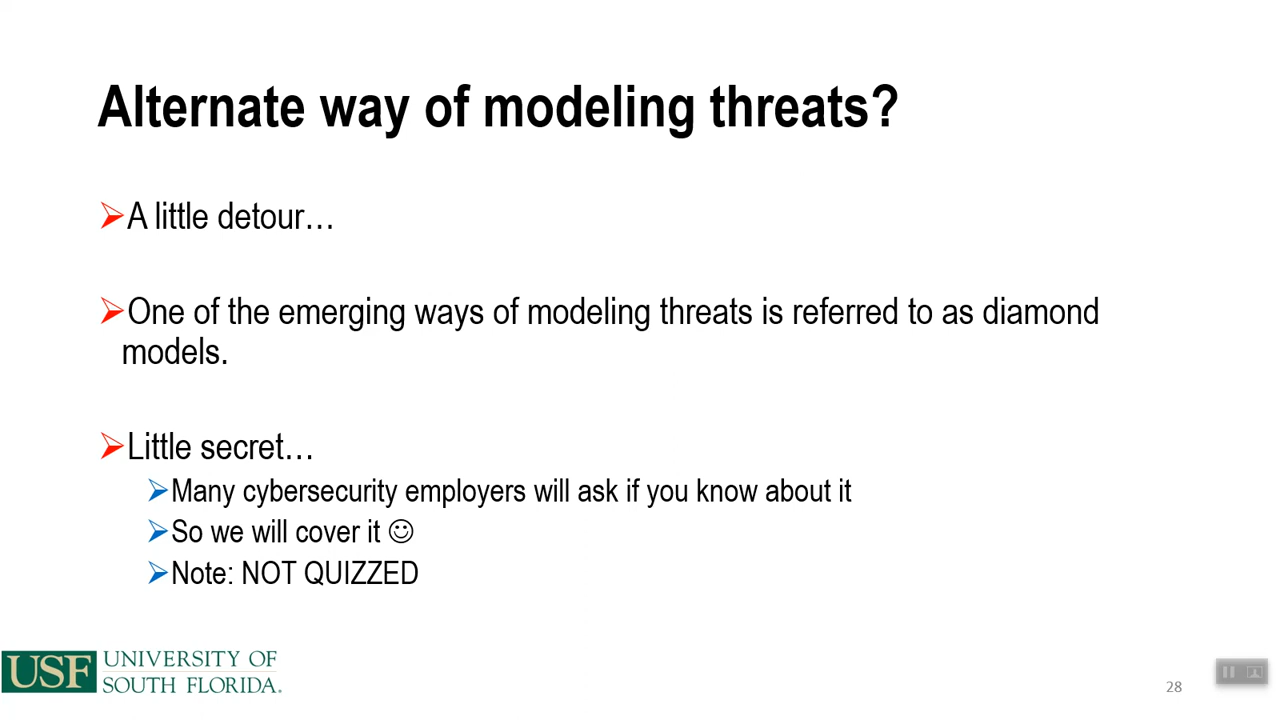 Alternate way of modeling threats?
A little detour…
One of the emerging ways of modeling threats is referred to as diamond
models.
Little secret…
Many cybersecurity employers will ask if you know about it
So we will cover it ☺
Note: NOT QUIZZED
USF UNIVERSITY OF
SOUTH FLORIDA.
28